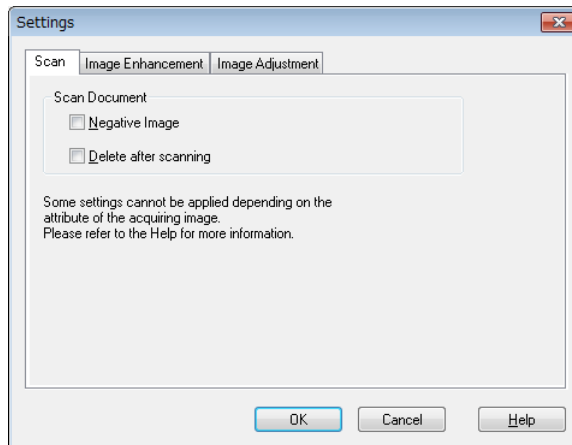 Settings
Scan Image Enhancement Image Adjustment
Scan Document
Negative Image
Delete after scanning
Some settings cannot be applied depending on the
attribute of the acquiring image.
Please refer to the Help for more information.
OK Cancel Help